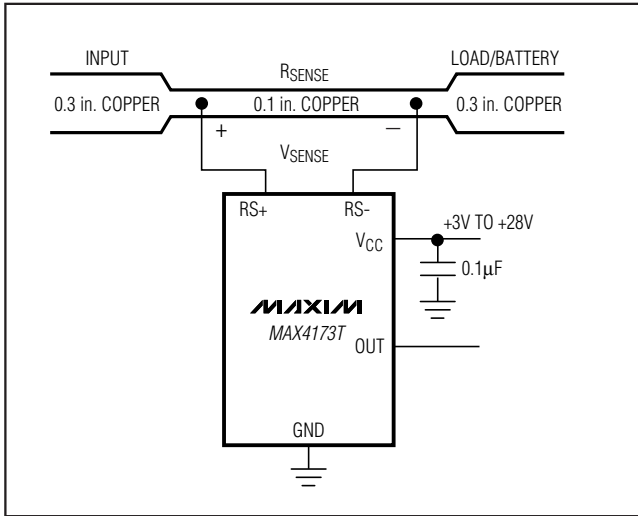 INPUT
RSENSE
LOAD/BATTERY
0.3 in. COPPER
0.1 in. COPPER
0.3 in. COPPER
+
−
VSENSE
RS+
RS-
VCC
+3V TO +28V
0.1µF
MAXIM
MAX4173T
OUT
GND